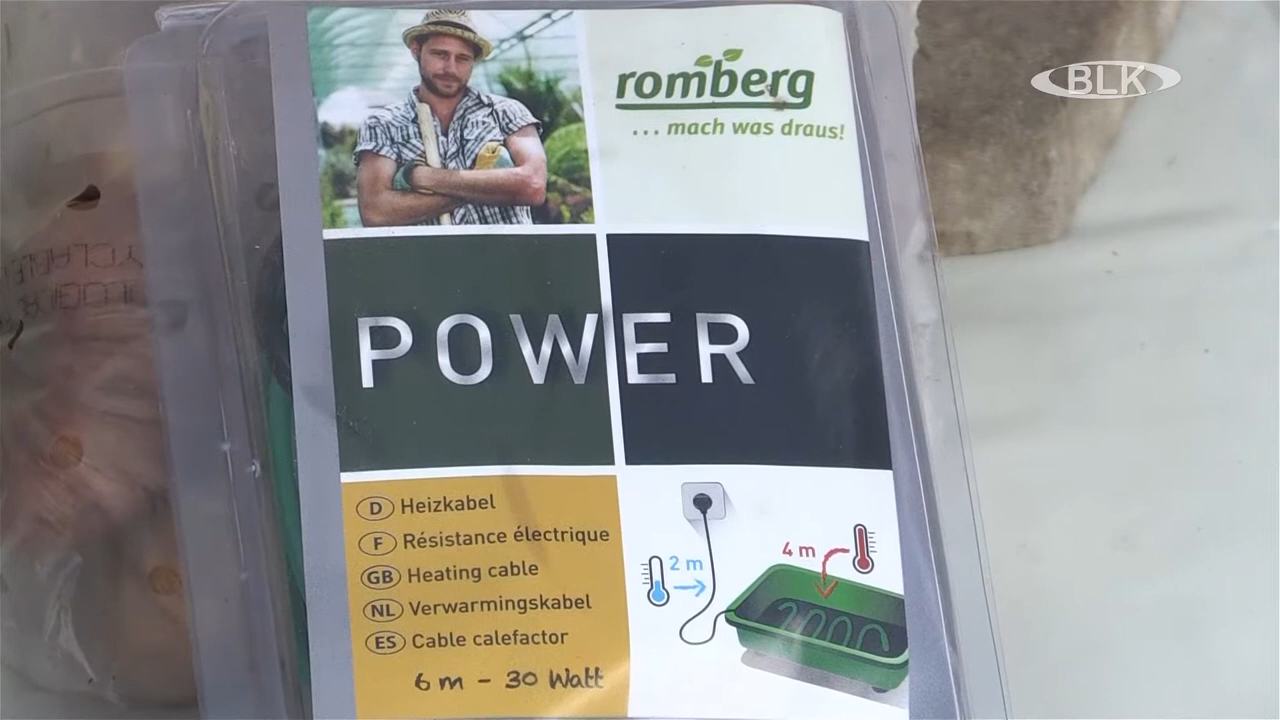 BLK
romberg
... mach was draus!
POWER
D Heizkabel
F Résistance électrique
GB Heating cable
NL Verwarmingskabel
ES Cable calefactor
6 m - 30 Watt
2 m
4 m